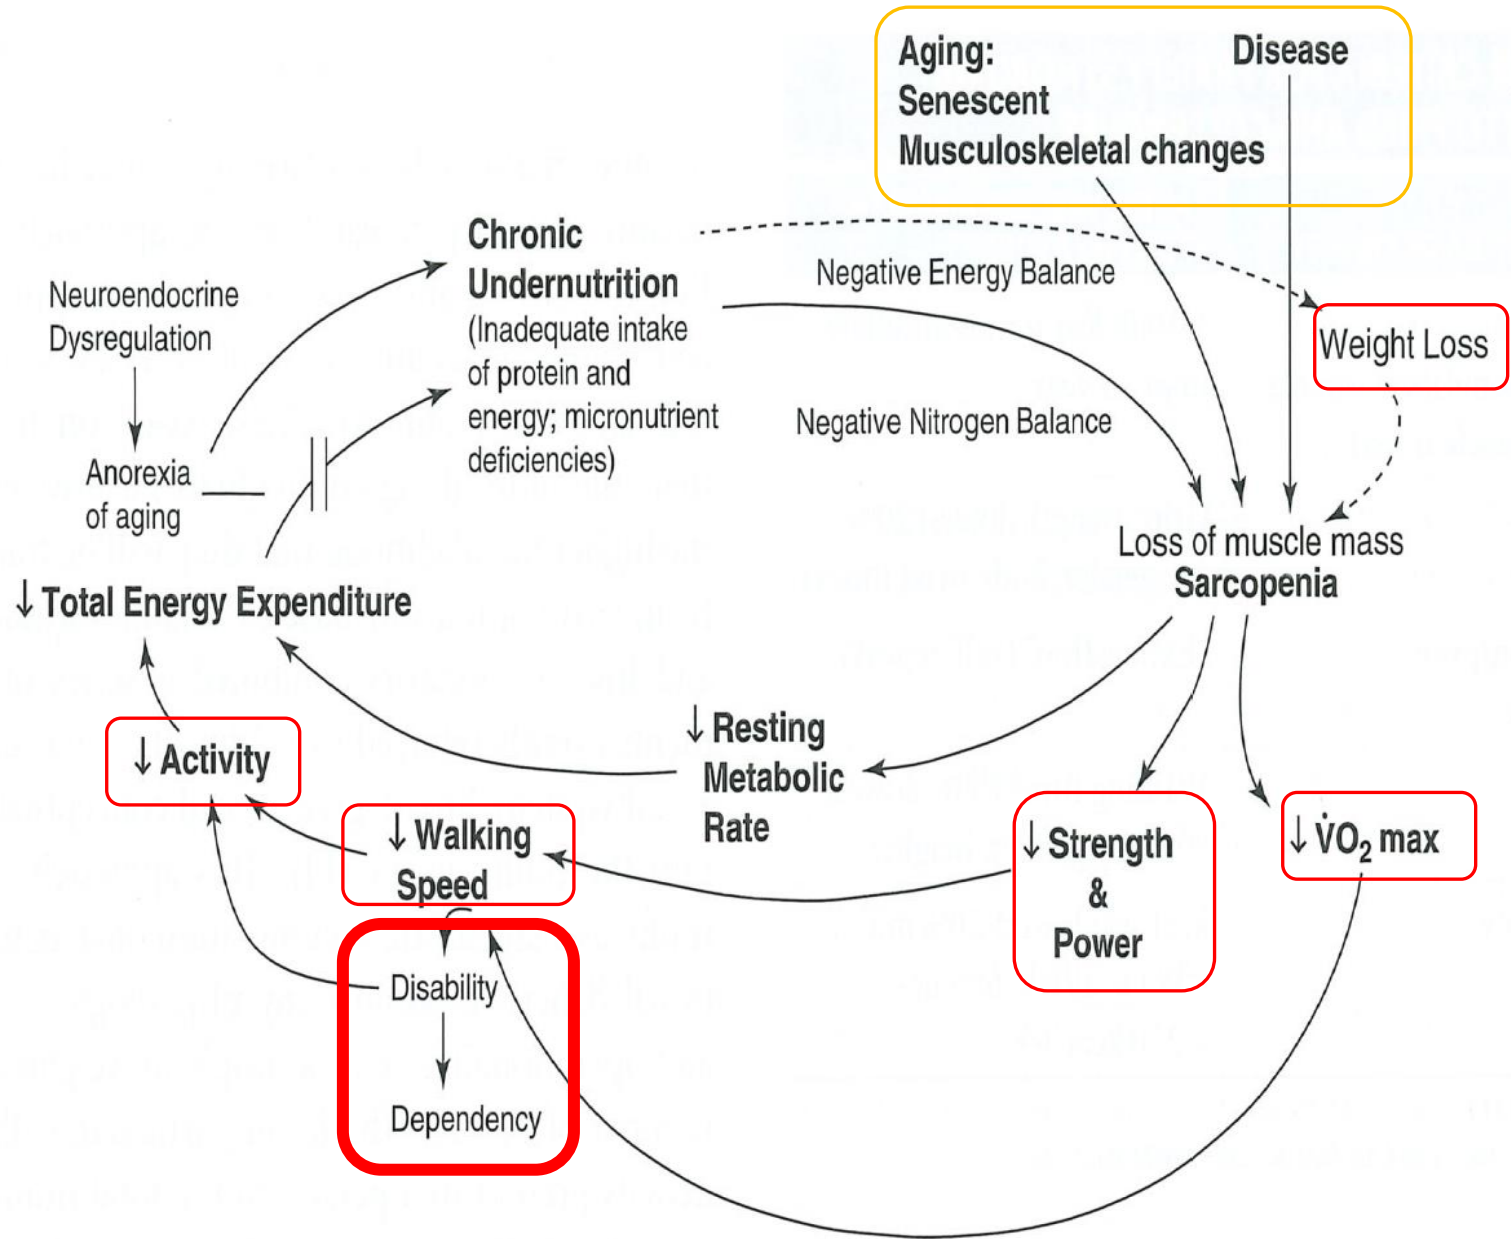 Aging:
Senescent
Musculoskeletal changes
Disease
Chronic
Undernutrition
(Inadequate intake
of protein and
energy; micronutrient
deficiencies)
Negative Energy Balance
Negative Nitrogen Balance
Weight Loss
Neuroendocrine
Dysregulation
Anorexia
of aging
Loss of muscle mass
Sarcopenia
↓ Total Energy Expenditure
↓ Resting
Metabolic
Rate
↓ Activity
↓ Walking
Speed
↓ Strength
&
Power
↓ V̇O₂ max
Disability
Dependency